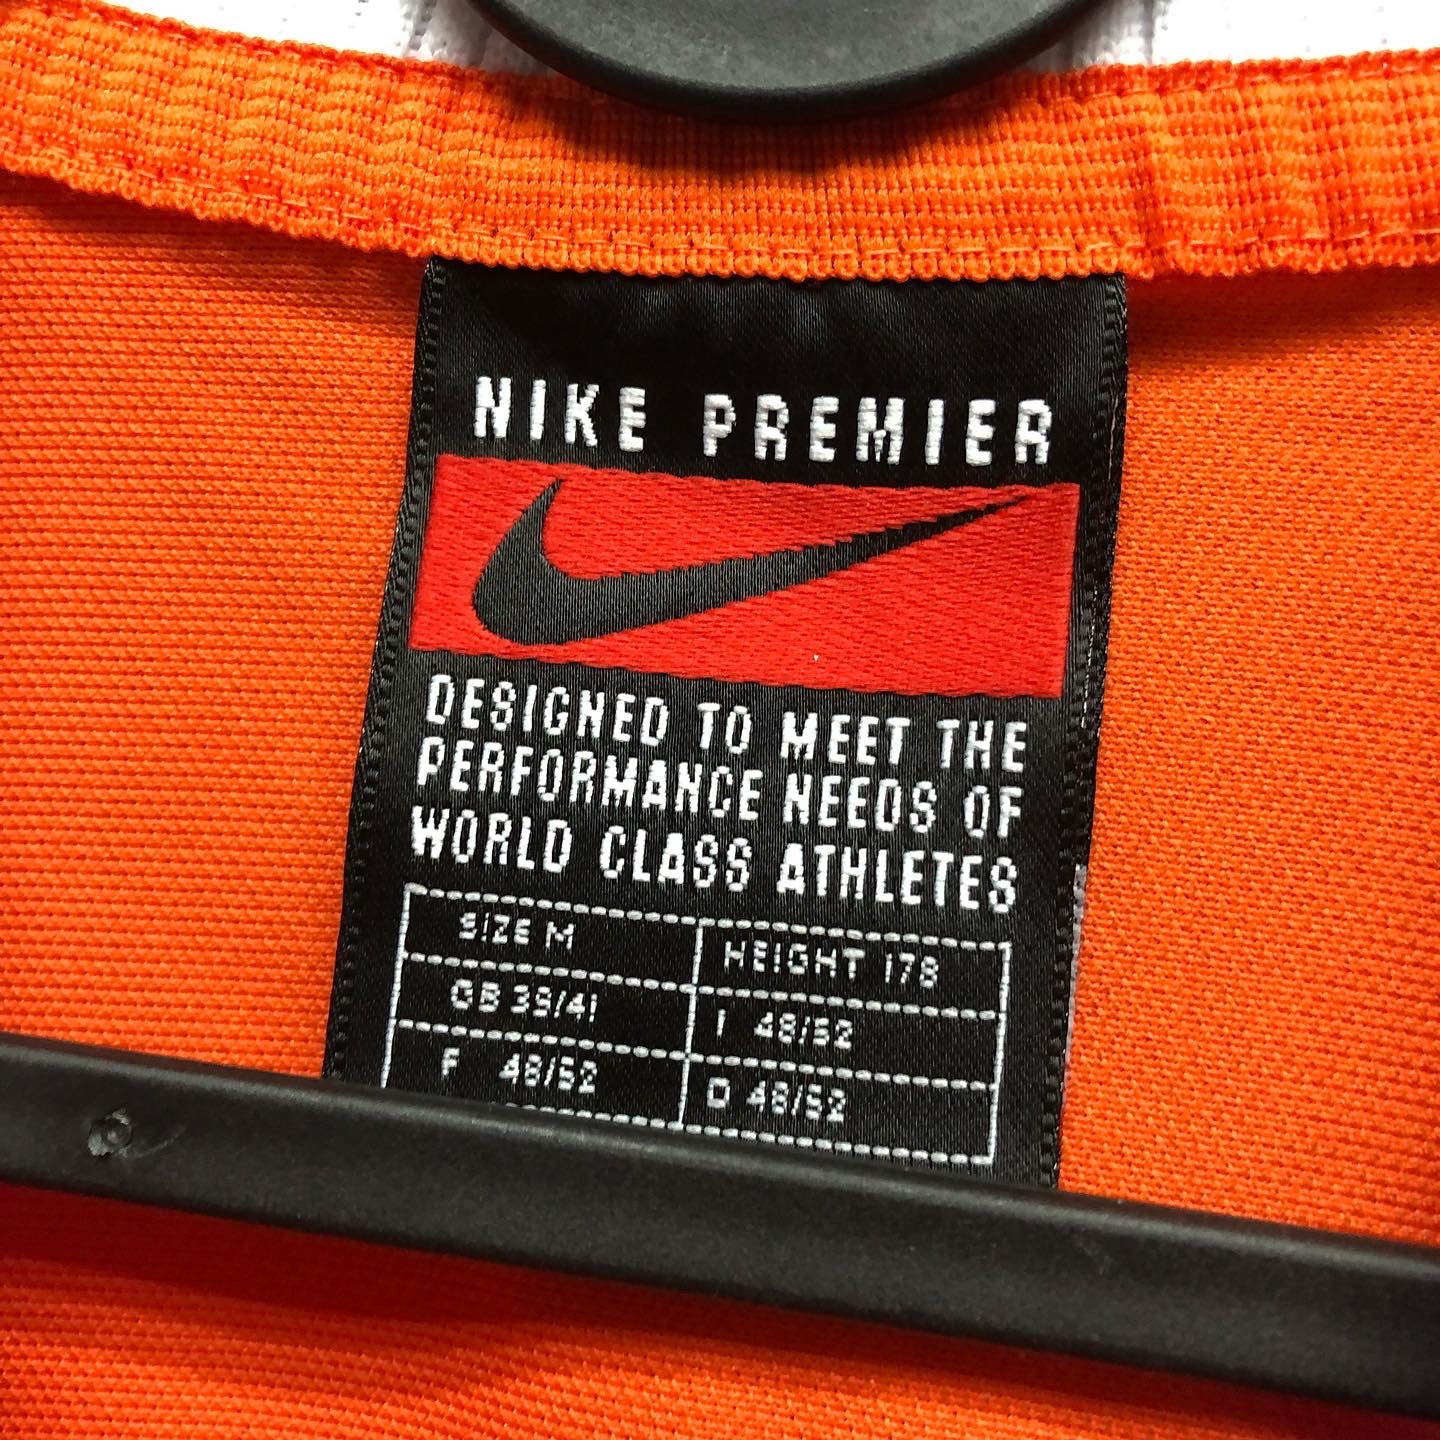 NIKE PREMIER
DESIGNED TO MEET THE
PERFORMANCE NEEDS OF
WORLD CLASS ATHLETES
SIZE M HEIGHT 178
GB 39/41 I 48/52
F 48/52 D 48/52